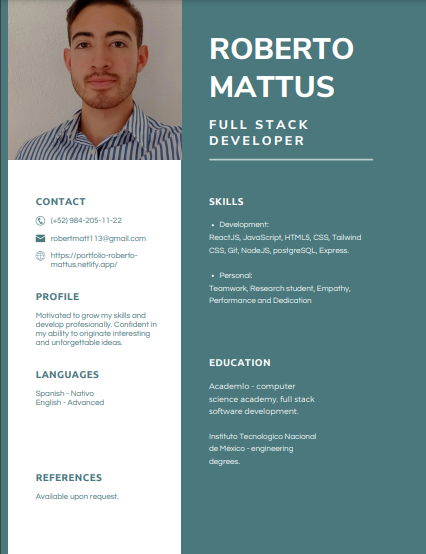 ROBERTO
MATTUS
FULL STACK
DEVELOPER
CONTACT
(+52) 984-205-11-22
robertmatt113@gmail.com
https://portfolio-roberto-
mattus.netlify.app/
PROFILE
Motivated to grow my skills and
develop profesionally. Confident in
my ability to originate interesting
and unforgettable ideas.
LANGUAGES
Spanish - Nativo
English - Advanced
REFERENCES
Available upon request.
SKILLS
• Development:
ReactJS, JavaScript, HTML5, CSS, Tailwind
CSS, Git, NodeJS, postgreSQL, Express.
• Personal:
Teamwork, Research student, Empathy,
Performance and Dedication
EDUCATION
Academlo - computer
science academy, full stack
software development.
Instituto Tecnologico Nacional
de México - engineering
degrees.